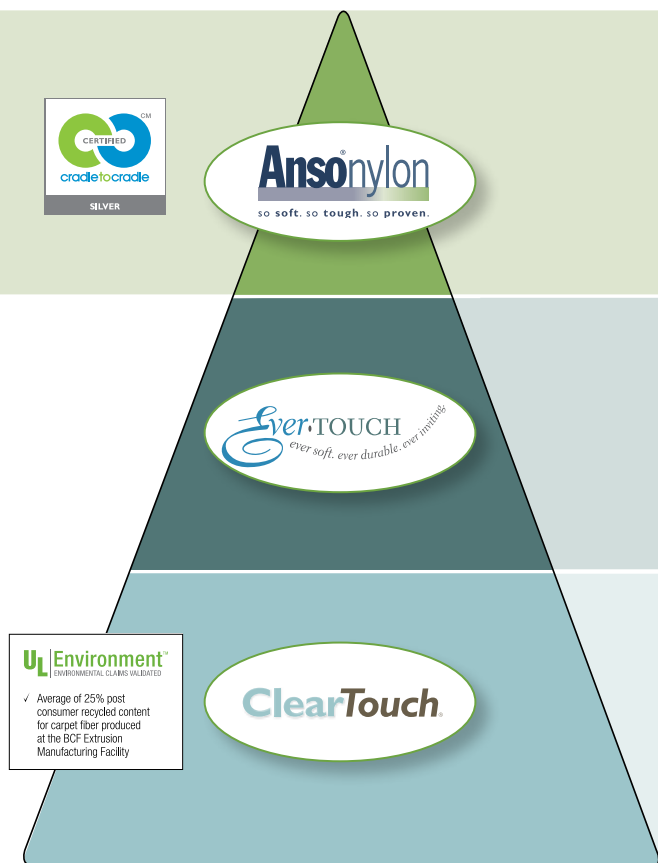 CM
CERTIFIED
cradletocradle
SILVER
Ansonylon®
so soft. so tough. so proven.
Ever•TOUCH
ever soft. ever durable. ever inviting.
UL Environment™
ENVIRONMENTAL CLAIMS VALIDATED
✓ Average of 25% post
consumer recycled content
for carpet fiber produced
at the BCF Extrusion
Manufacturing Facility
ClearTouch®